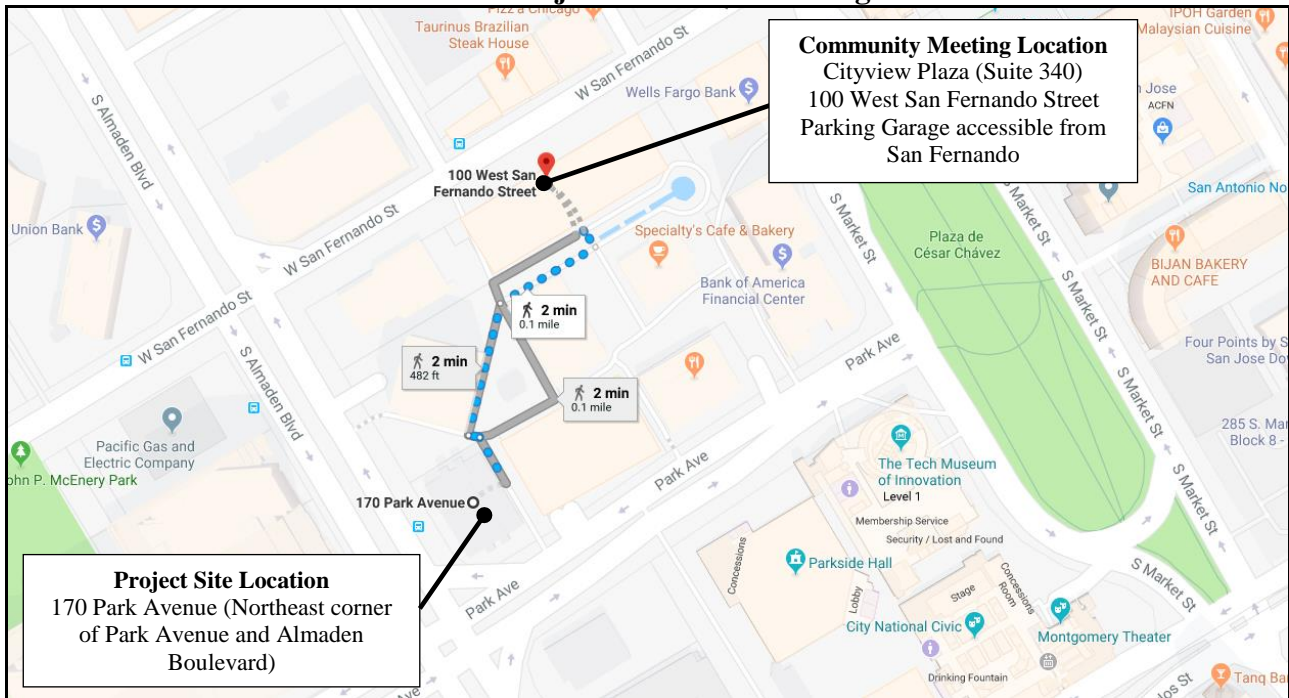 Pizz'a Chicago
Taurinus Brazilian
Steak House
IPOH Garden
Malaysian Cuisine
Community Meeting Location
Cityview Plaza (Suite 340)
100 West San Fernando Street
Parking Garage accessible from
San Fernando
W San Fernando St
Wells Fargo Bank
Jose
ACFN
S Almaden Blvd
100 West San
Fernando Street
San Antonio No
Union Bank
W San Fernando St
Specialty's Cafe & Bakery
S Market St
Plaza de
César Chávez
S Market St
BIJAN BAKERY
AND CAFE
Bank of America
Financial Center
2 min
0.1 mile
W San Fernando St
S Almaden Blvd
Park Ave
Four Points by S
San Jose Do
2 min
482 ft
2 min
0.1 mile
S Market St
Pacific Gas and
Electric Company
ohn P. McEnery Park
285 S. Mar
Block 8 -
Park Ave
The Tech Museum
of Innovation
Level 1
170 Park Avenue
Membership Service
Security / Lost and Found
S Market St
Project Site Location
170 Park Avenue (Northeast corner
of Park Avenue and Almaden
Boulevard)
Park Ave
Concessions
Parkside Hall
Lobby
Stage
Concessions
Room
S Market St
City National Civic
Montgomery Theater
Drinking Fountain
los St
Tanq Bar